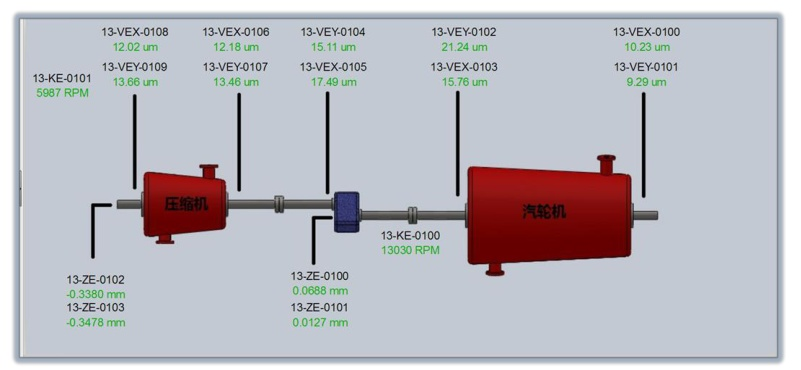 13-VEX-0108
12.02 um
13-VEY-0109
13.66 um
13-VEX-0106
12.18 um
13-VEY-0107
13.46 um
13-VEY-0104
15.11 um
13-VEX-0105
17.49 um
13-VEY-0102
21.24 um
13-VEX-0103
15.76 um
13-VEX-0100
10.23 um
13-VEY-0101
9.29 um
13-KE-0101
5987 RPM
压缩机
汽轮机
13-KE-0100
13030 RPM
13-ZE-0102
-0.3380 mm
13-ZE-0103
-0.3478 mm
13-ZE-0100
0.0688 mm
13-ZE-0101
0.0127 mm